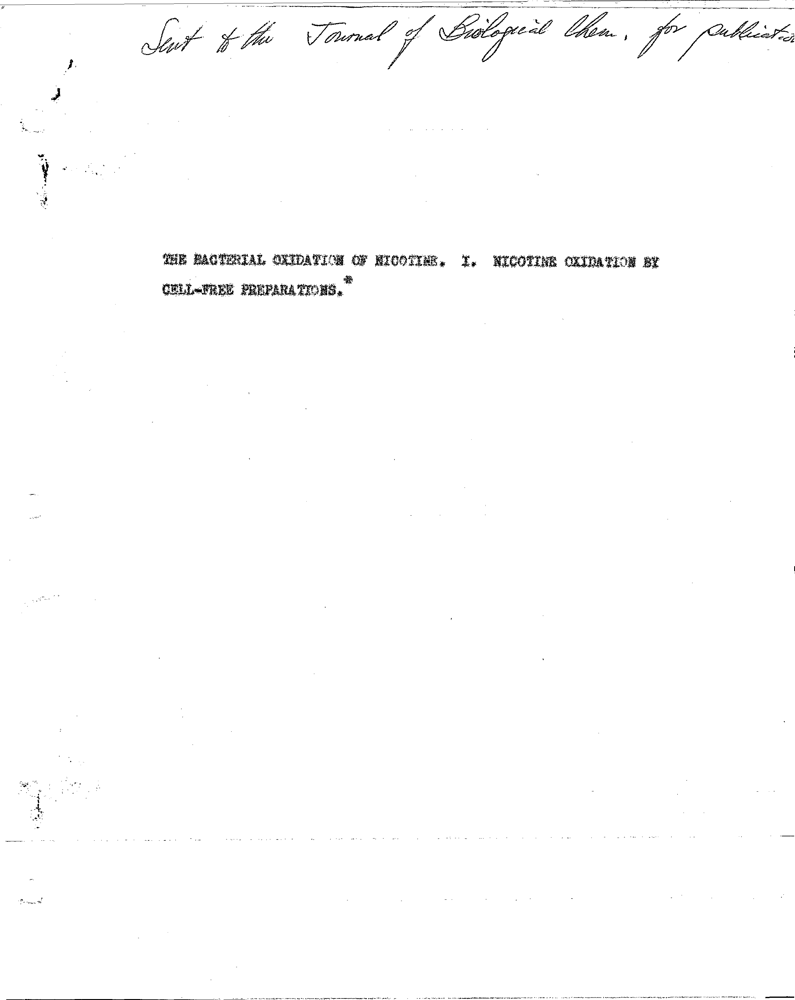 Sent to the Journal of Biological Chem. for publication
THE BACTERIAL OXIDATION OF NICOTINE. I. NICOTINE OXIDATION BY
CELL-FREE PREPARATIONS.*